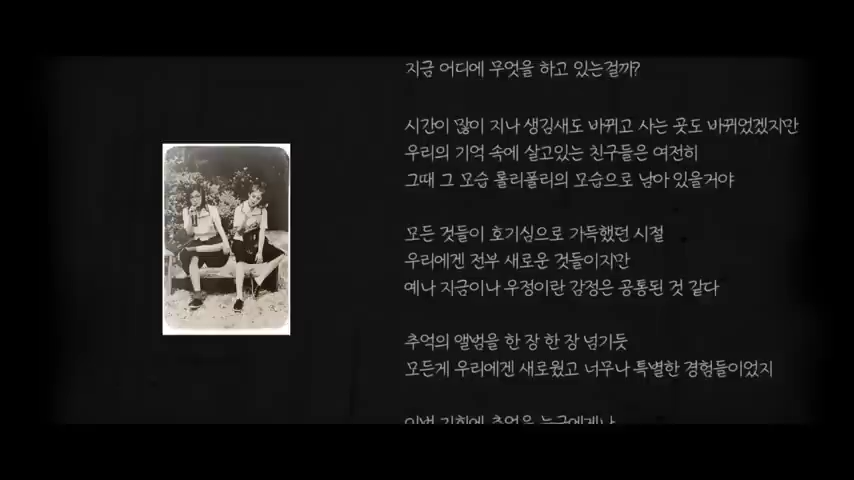 지금 어디에 무엇을 하고 있는걸까?
시간이 많이 지나 생김새도 바뀌고 사는 곳도 바뀌었겠지만
우리의 기억 속에 살고있는 친구들은 여전히
그때 그 모습 롤리폴리의 모습으로 남아 있을거야
모든 것들이 호기심으로 가득했던 시절
우리에겐 전부 새로운 것들이지만
예나 지금이나 우정이란 감정은 공통된 것 같다
추억의 앨범을 한 장 한 장 넘기듯
모든게 우리에겐 새로웠고 너무나 특별한 경험들이었지